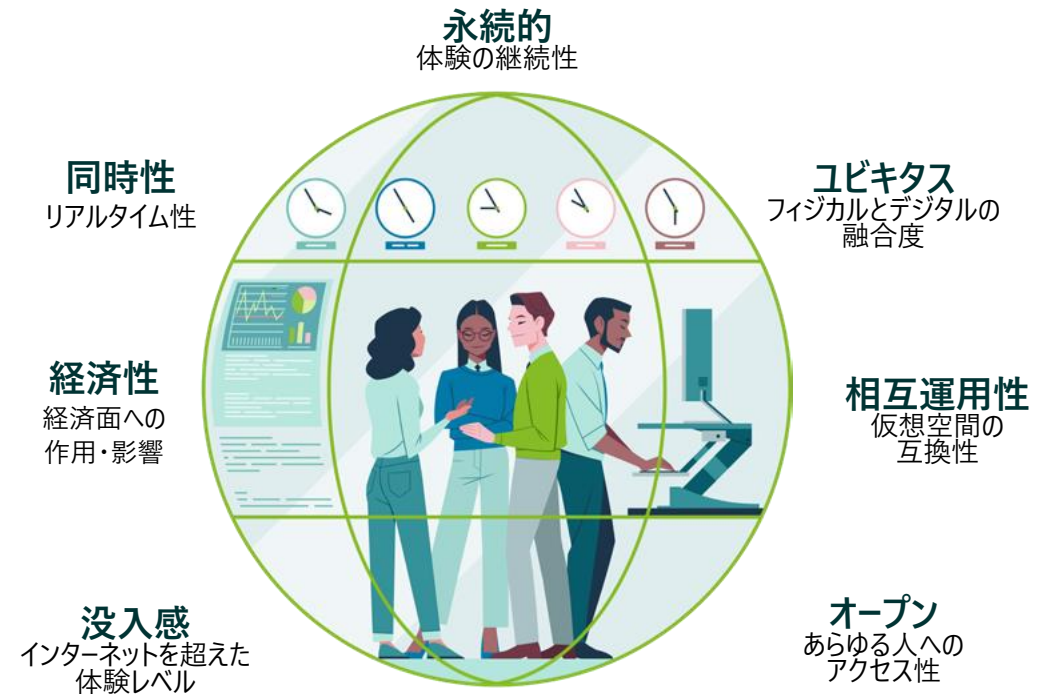 永続的
体験の継続性
同時性
リアルタイム性
ユビキタス
フィジカルとデジタルの
融合度
経済性
経済面への
作用・影響
相互運用性
仮想空間の
互換性
没入感
インターネットを超えた
体験レベル
オープン
あらゆる人への
アクセス性